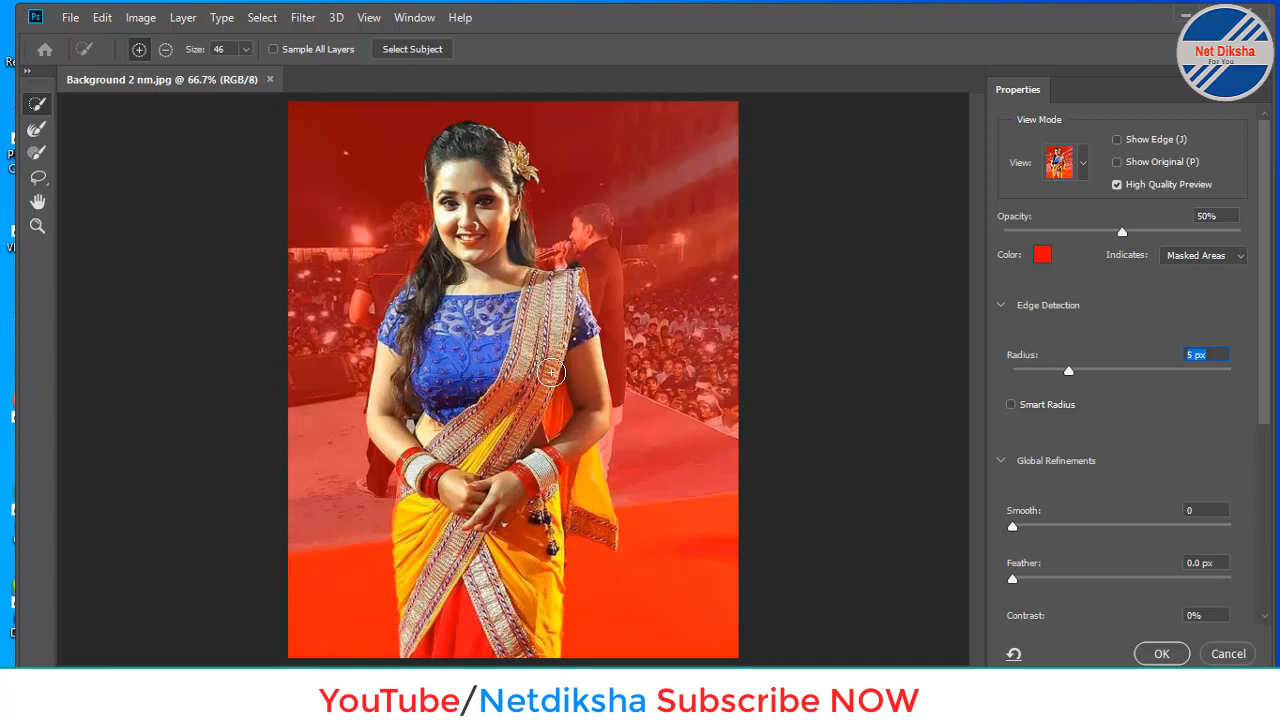 Ps File Edit Image Layer Type Select Filter 3D View Window Help
Net Diksha
For You
Size: 46 Sample All Layers Select Subject
Background 2 nm.jpg @ 66.7% (RGB/8) ×
Properties
View Mode
View:
Show Edge (J)
Show Original (P)
High Quality Preview
Opacity: 50%
Color: Indicates: Masked Areas
Edge Detection
Radius: 5 px
Smart Radius
Global Refinements
Smooth: 0
Feather: 0.0 px
Contrast: 0%
OK Cancel
YouTube/Netdiksha Subscribe NOW